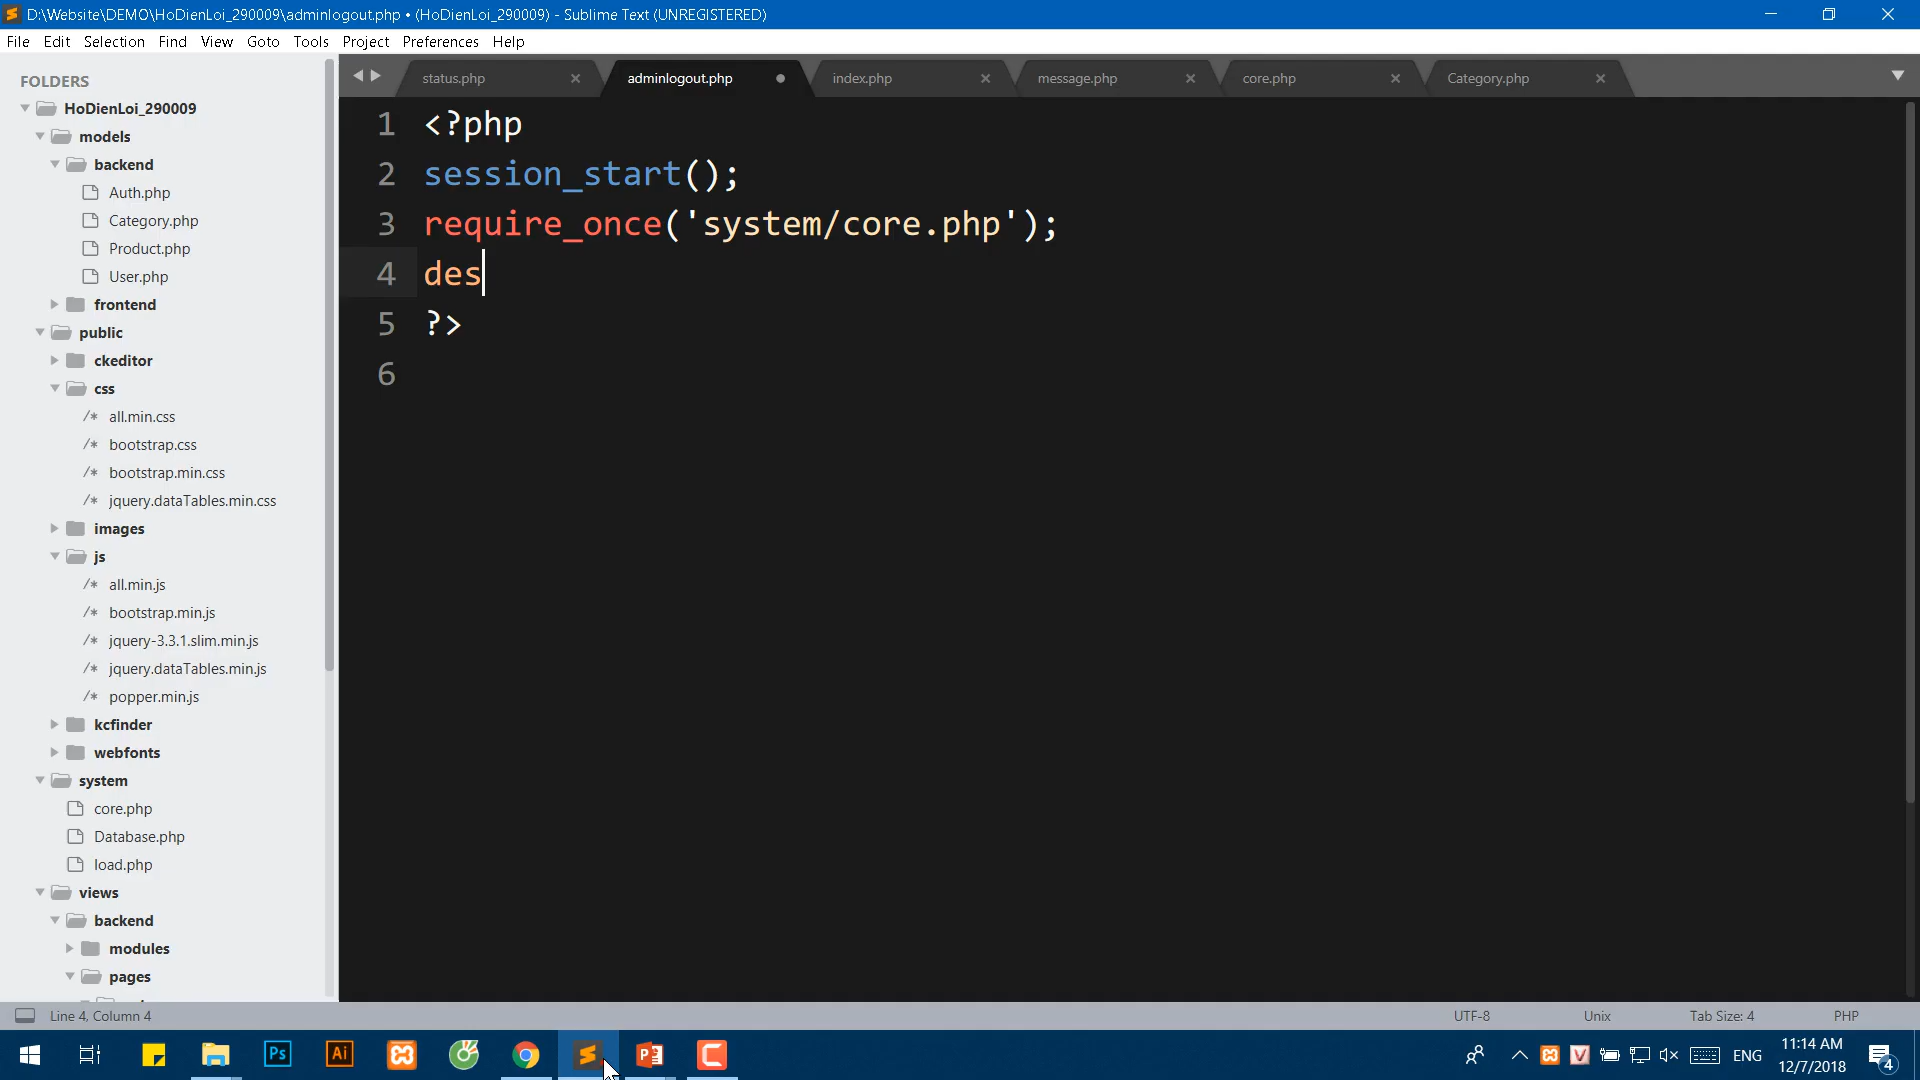 D:\Website\DEMO\HoDienLoi_290009\adminlogout.php • (HoDienLoi_290009) - Sublime Text (UNREGISTERED)
File Edit Selection Find View Goto Tools Project Preferences Help
FOLDERS
HoDienLoi_290009
models
backend
Auth.php
Category.php
Product.php
User.php
frontend
public
ckeditor
css
/* all.min.css
/* bootstrap.css
/* bootstrap.min.css
/* jquery.dataTables.min.css
images
js
/* all.min.js
/* bootstrap.min.js
/* jquery-3.3.1.slim.min.js
/* jquery.dataTables.min.js
/* popper.min.js
kcfinder
webfonts
system
core.php
Database.php
load.php
views
backend
modules
pages
status.php adminlogout.php index.php message.php core.php Category.php
1 <?php
2 session_start();
3 require_once('system/core.php');
4 des
5 ?>
6
Line 4, Column 4 UTF-8 Unix Tab Size: 4 PHP
Ps Ai ENG 11:14 AM
12/7/2018 4